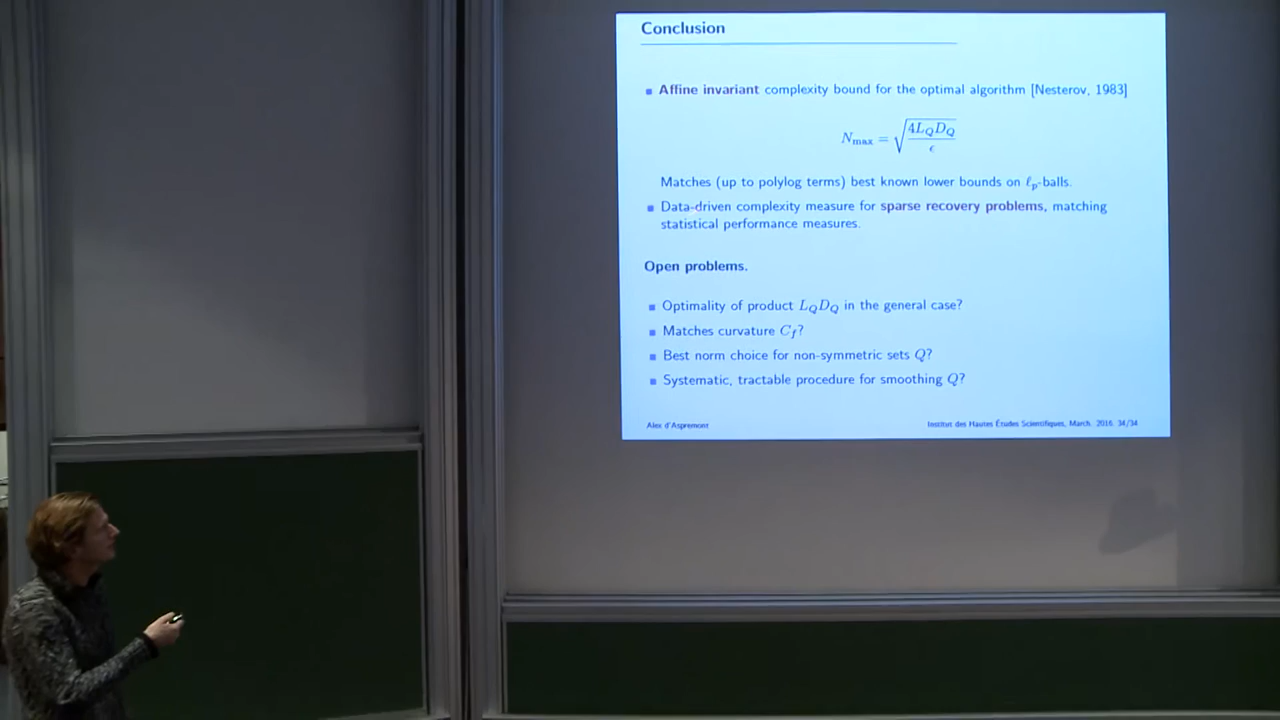 Conclusion
Affine invariant complexity bound for the optimal algorithm [Nesterov, 1983]
N_max = √(4L_Q D_Q / ϵ)
Matches (up to polylog terms) best known lower bounds on ℓ_p-balls.
Data-driven complexity measure for sparse recovery problems, matching
statistical performance measures.
Open problems.
Optimality of product L_Q D_Q in the general case?
Matches curvature C_f?
Best norm choice for non-symmetric sets Q?
Systematic, tractable procedure for smoothing Q?
Alex d'Aspremont
Institut des Hautes Études Scientifiques, March 2016 34/34